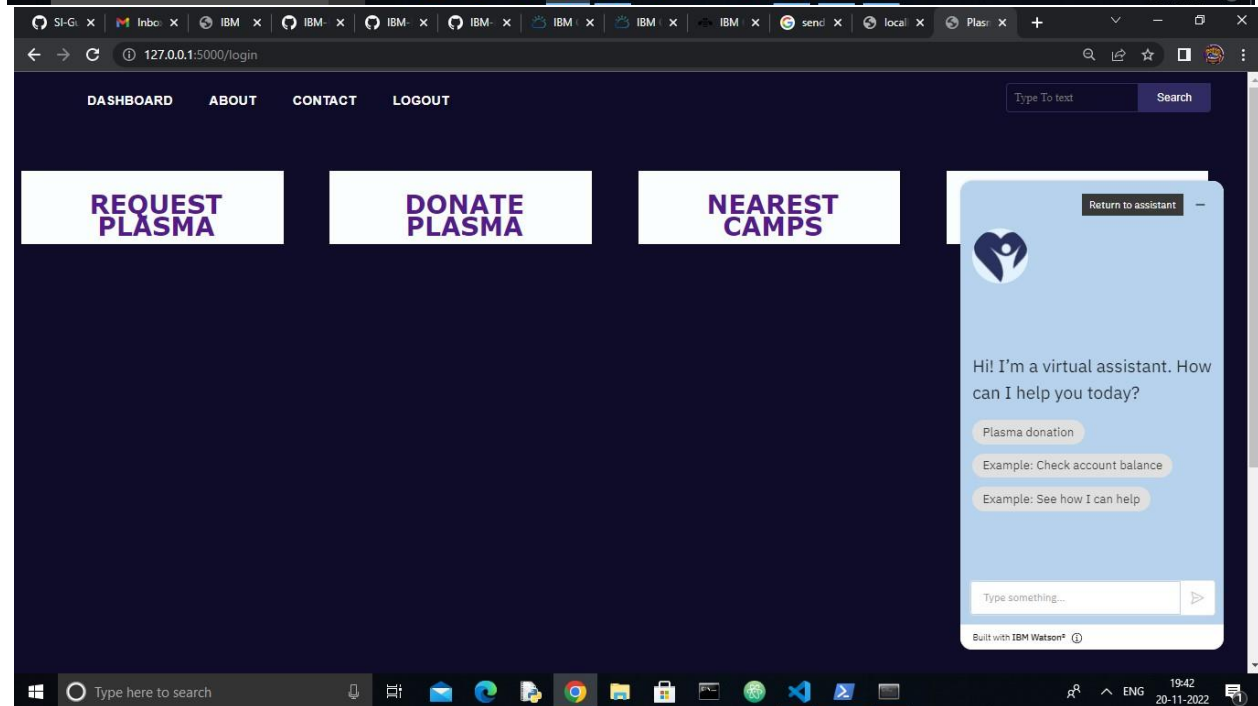 SI-Gu
Inbo
IBM
IBM-
IBM-
IBM-
IBM (
IBM (
IBM
send
local
Plasm
127.0.0.1:5000/login
DASHBOARD ABOUT CONTACT LOGOUT
Type To text Search
REQUEST
PLASMA
DONATE
PLASMA
NEAREST
CAMPS
Return to assistant
Hi! I'm a virtual assistant. How
can I help you today?
Plasma donation
Example: Check account balance
Example: See how I can help
Type something...
Built with IBM Watson®
Type here to search
ENG
19:42
20-11-2022
1